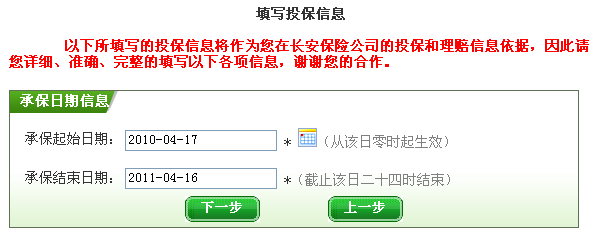 填写投保信息
以下所填写的投保信息将作为您在长安保险公司的投保和理赔信息依据，因此请
您详细、准确、完整的填写以下各项信息，谢谢您的合作。
承保日期信息
承保起始日期： 2010-04-17 * （从该日零时起生效）
承保结束日期： 2011-04-16 * （截止该日二十四时结束）
下一步 上一步